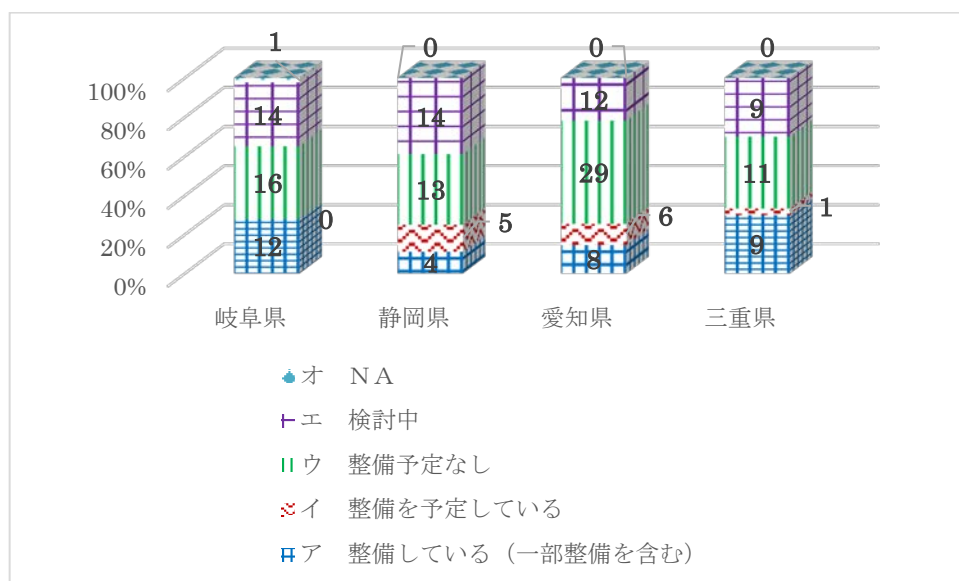 1 0 0 0
100%
80%
60%
40%
20%
0%
14 14 12 9
16 13 29 11
0 5 6 1
12 4 8 9
岐阜県 静岡県 愛知県 三重県
オ ＮＡ
エ 検討中
ウ 整備予定なし
イ 整備を予定している
ア 整備している（一部整備を含む）